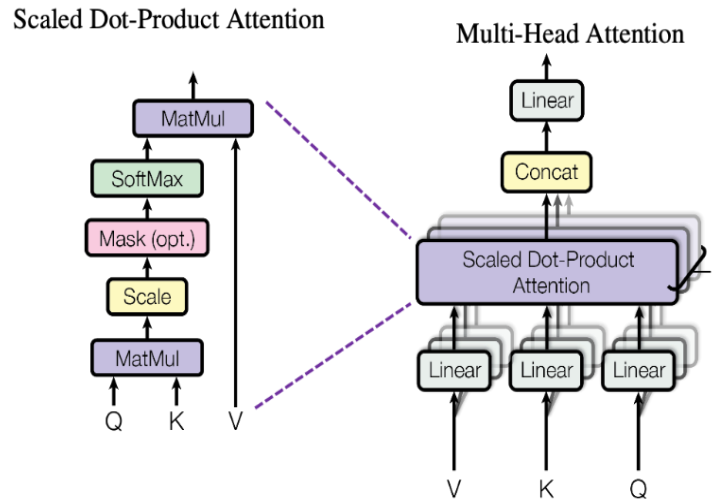 Scaled Dot-Product Attention
MatMul
SoftMax
Mask (opt.)
Scale
MatMul
Q K V
Multi-Head Attention
Linear
Concat
Scaled Dot-Product
Attention
Linear Linear Linear
V K Q